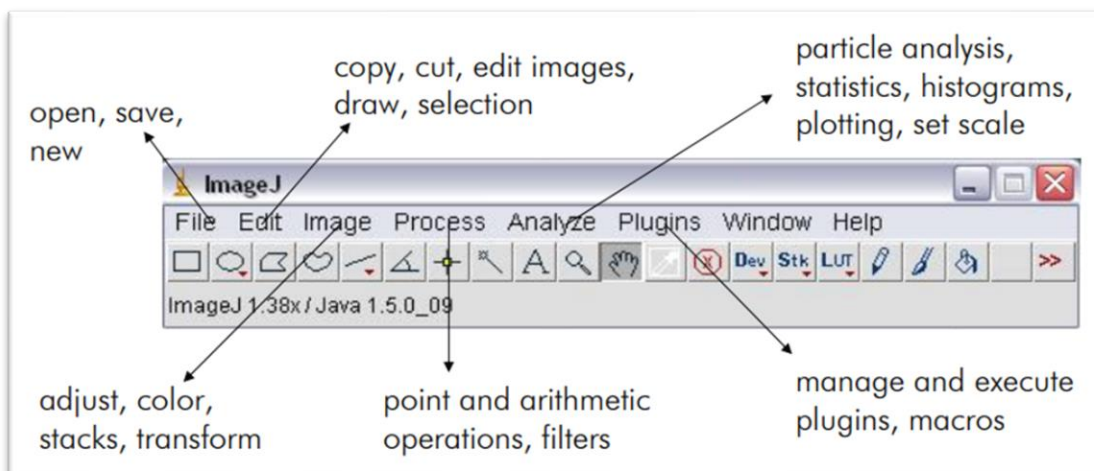 open, save,
new
copy, cut, edit images,
draw, selection
particle analysis,
statistics, histograms,
plotting, set scale
ImageJ
File Edit Image Process Analyze Plugins Window Help
A Dev Stk LUT >>
ImageJ 1.38x / Java 1.5.0_09
adjust, color,
stacks, transform
point and arithmetic
operations, filters
manage and execute
plugins, macros